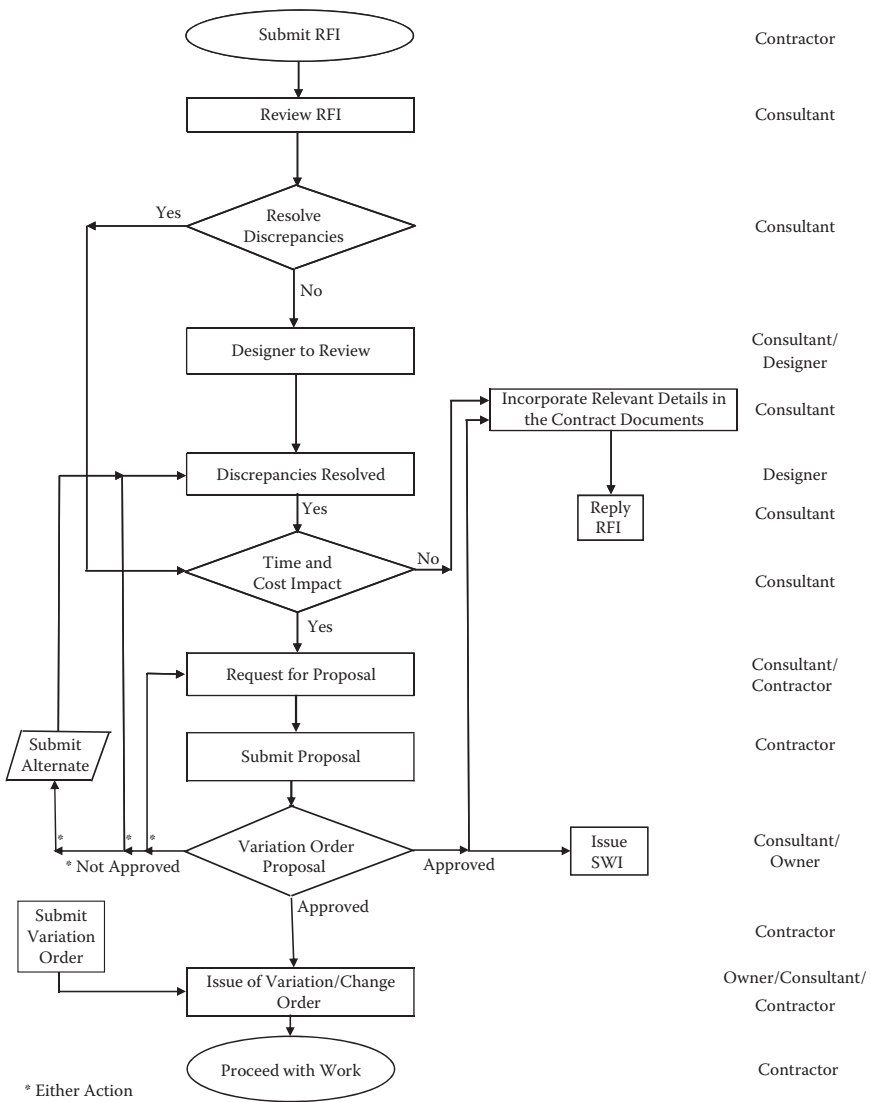 Submit RFI
Contractor
Review RFI
Consultant
Yes
Resolve
Discrepancies
Consultant
No
Designer to Review
Consultant/
Designer
Incorporate Relevant Details in
the Contract Documents
Consultant
Discrepancies Resolved
Designer
Yes
Reply
RFI
Consultant
Time and
Cost Impact
No
Consultant
Yes
Request for Proposal
Consultant/
Contractor
Submit
Alternate
Submit Proposal
Contractor
*
*
*
* Not Approved
Variation Order
Proposal
Approved
Issue
SWI
Consultant/
Owner
Approved
Submit
Variation
Order
Contractor
Issue of Variation/Change
Order
Owner/Consultant/
Contractor
Proceed with Work
Contractor
* Either Action